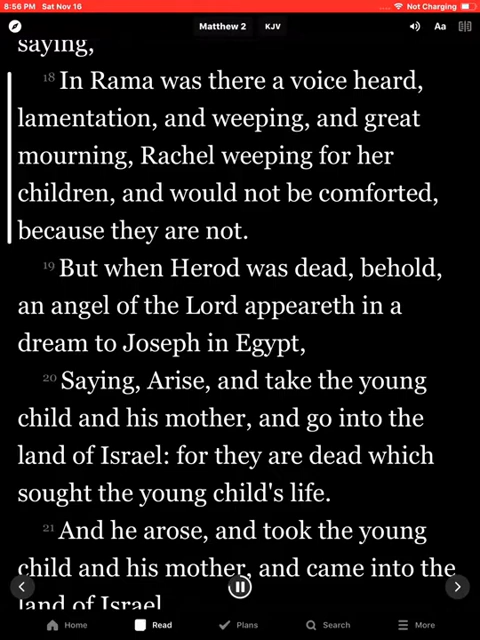 8:56 PM Sat Nov 16
Not Charging
Matthew 2 KJV
Aa
saying,
18 In Rama was there a voice heard,
lamentation, and weeping, and great
mourning, Rachel weeping for her
children, and would not be comforted,
because they are not.
19 But when Herod was dead, behold,
an angel of the Lord appeareth in a
dream to Joseph in Egypt,
20 Saying, Arise, and take the young
child and his mother, and go into the
land of Israel: for they are dead which
sought the young child's life.
21 And he arose, and took the young
child and his mother, and came into the
land of Israel
Home Read Plans Search More